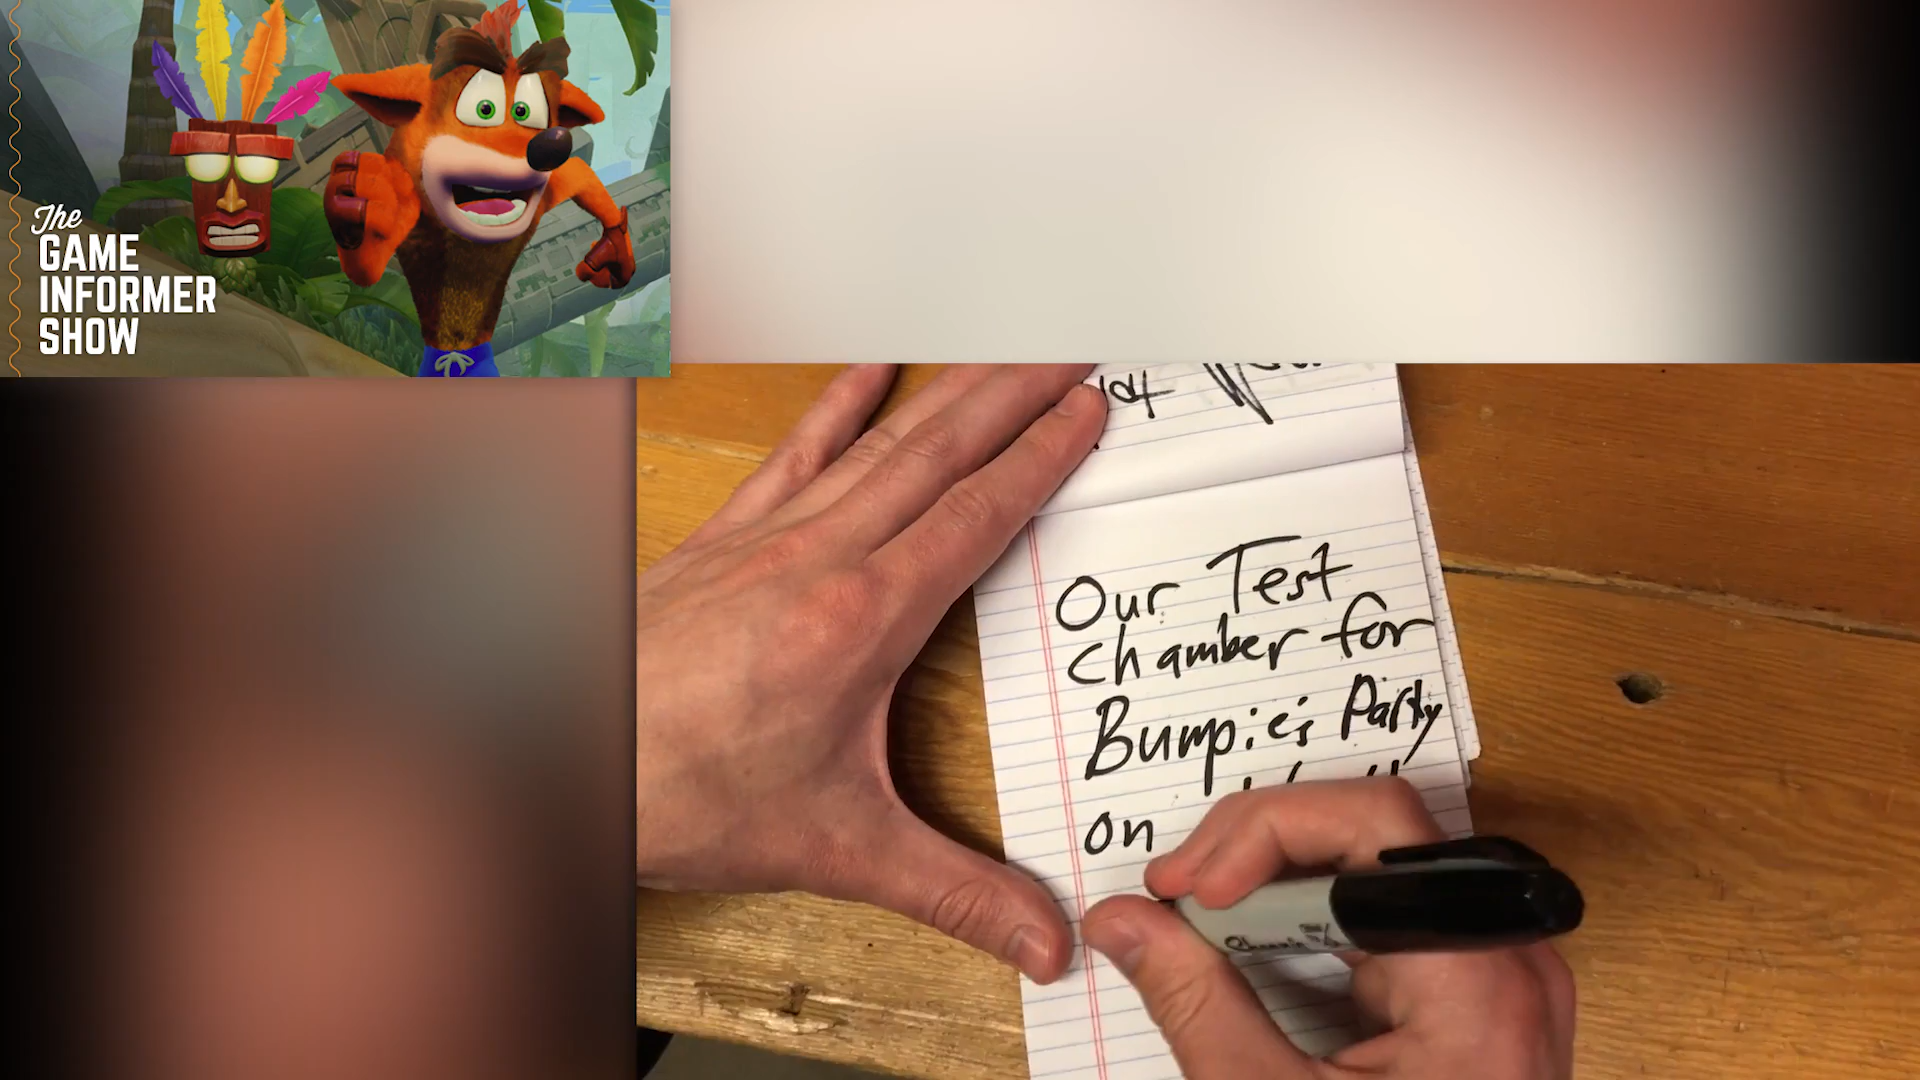 The
GAME
INFORMER
SHOW
Our Test
Chamber for
Bumpie's Party
on